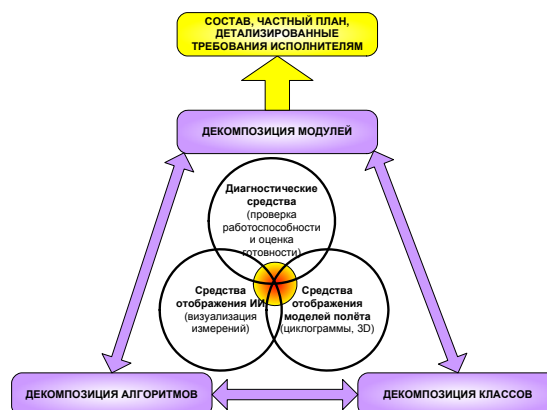 СОСТАВ, ЧАСТНЫЙ ПЛАН,
ДЕТАЛИЗИРОВАННЫЕ
ТРЕБОВАНИЯ ИСПОЛНИТЕЛЯМ
ДЕКОМПОЗИЦИЯ МОДУЛЕЙ
Диагностические
средства
(проверка
работоспособности
и оценка
готовности)
Средства
отображения ИИ
(визуализация
измерений)
Средства
отображения
моделей полёта
(циклограммы, 3D)
ДЕКОМПОЗИЦИЯ АЛГОРИТМОВ
ДЕКОМПОЗИЦИЯ КЛАССОВ